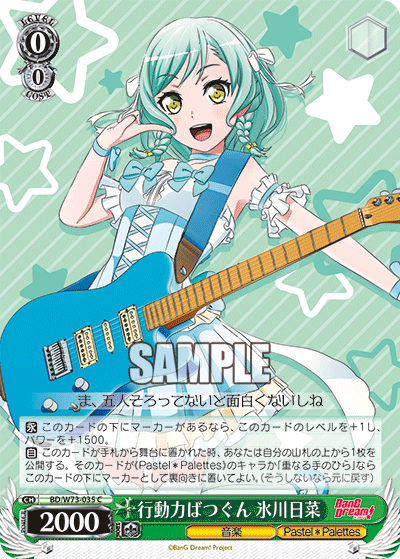 LEVEL
0
0
COST
SAMPLE
ま、五人そろってないと面白くないしね
永 このカードの下にマーカーがあるなら、このカードのレベルを+1し、
パワーを+1500。
自 このカードが手札から舞台に置かれた時、あなたは自分の山札の上から1枚を
公開する。そのカードが《Pastel＊Palettes》のキャラか「重なる手のひら」なら
裏向きにこのカードの下にマーカーとして置いてよい。(そうしないなら元に戻す)
CH BD/W73-035 C
2000
行動力ばつぐん 氷川日菜
BanG Dream!
音楽
Pastel＊Palettes
©BanG Dream! Project